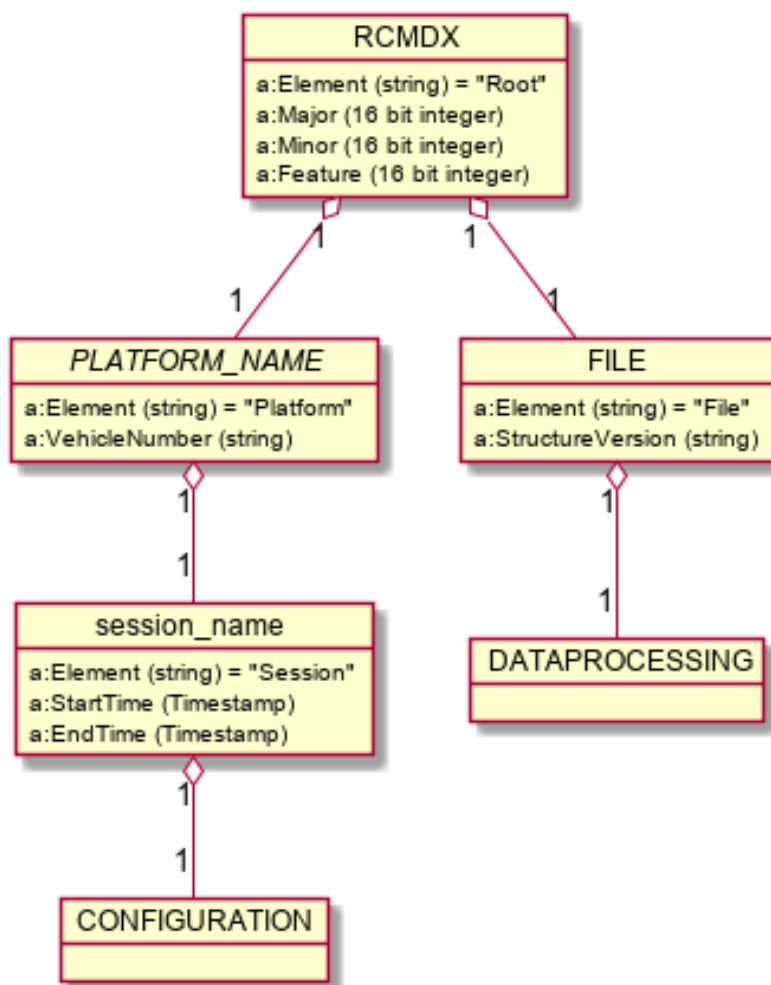 RCMDX
a:Element (string) = "Root"
a:Major (16 bit integer)
a:Minor (16 bit integer)
a:Feature (16 bit integer)
1
1
1
1
PLATFORM_NAME
a:Element (string) = "Platform"
a:VehicleNumber (string)
FILE
a:Element (string) = "File"
a:StructureVersion (string)
1
1
1
1
session_name
a:Element (string) = "Session"
a:StartTime (Timestamp)
a:EndTime (Timestamp)
DATAPROCESSING
1
1
CONFIGURATION